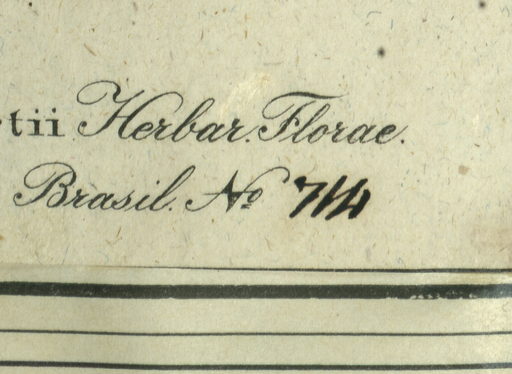 tii Herbar. Florae.
Brasil. No 714